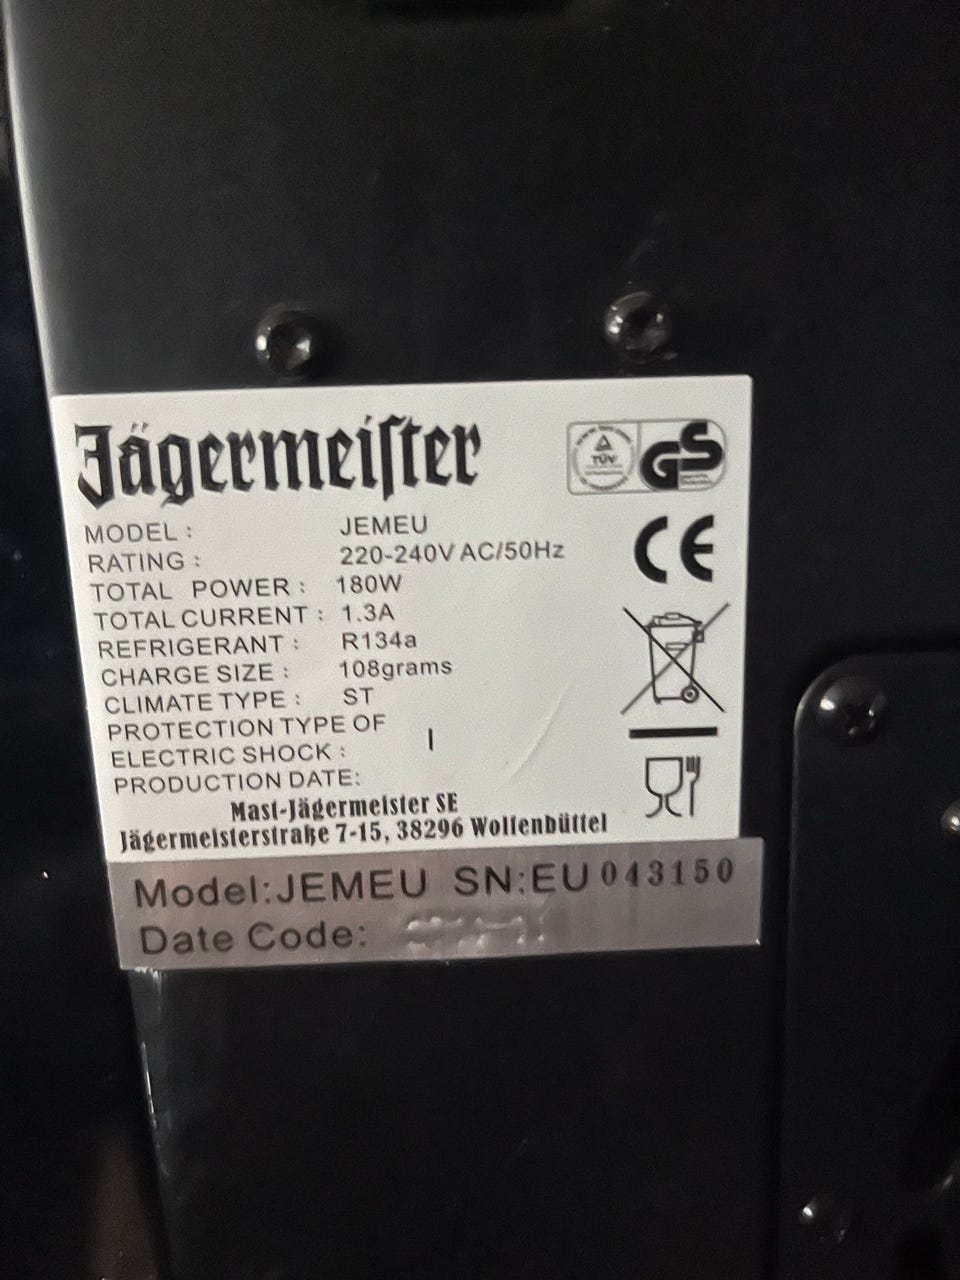 Jägermeiſter
TÜV GS
MODEL : JEMEU
RATING : 220-240V AC/50Hz
TOTAL POWER : 180W
TOTAL CURRENT : 1.3A
REFRIGERANT : R134a
CHARGE SIZE : 108grams
CLIMATE TYPE : ST
PROTECTION TYPE OF
ELECTRIC SHOCK : I
PRODUCTION DATE:
Mast-Jägermeister SE
Jägermeisterstraße 7-15, 38296 Wolfenbüttel
CE
Model:JEMEU SN:EU043150
Date Code: